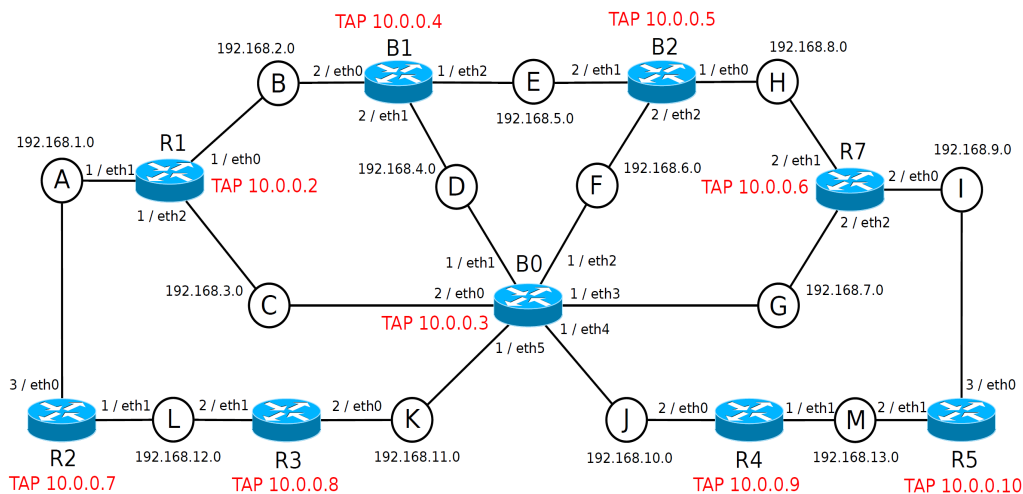 TAP 10.0.0.4
TAP 10.0.0.5
192.168.2.0
B1
B2
192.168.8.0
B
2 / eth0
1 / eth2
E
2 / eth1
1 / eth0
H
2 / eth1
192.168.5.0
2 / eth2
192.168.1.0
R1
1 / eth0
192.168.4.0
192.168.6.0
2 / eth1
R7
192.168.9.0
A
1 / eth1
TAP 10.0.0.2
D
F
TAP 10.0.0.6
2 / eth0
I
1 / eth2
2 / eth2
1 / eth1
B0
1 / eth2
192.168.3.0
C
2 / eth0
1 / eth3
G
192.168.7.0
TAP 10.0.0.3
1 / eth4
1 / eth5
3 / eth0
3 / eth0
1 / eth1
L
2 / eth1
2 / eth0
K
J
2 / eth0
1 / eth1
M
2 / eth1
R2
192.168.12.0
R3
192.168.11.0
192.168.10.0
R4
192.168.13.0
R5
TAP 10.0.0.7
TAP 10.0.0.8
TAP 10.0.0.9
TAP 10.0.0.10